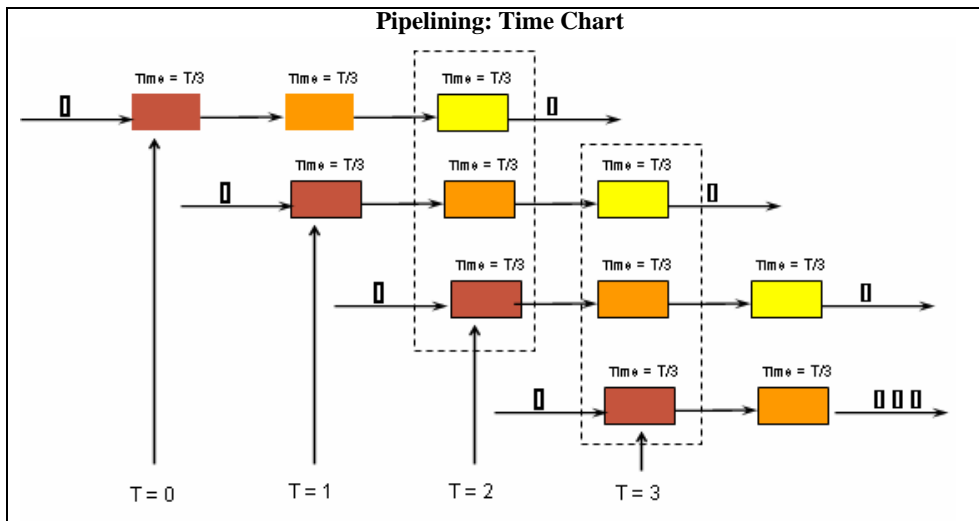 Pipelining: Time Chart
Time = T/3 Time = T/3 Time = T/3
Time = T/3 Time = T/3 Time = T/3
Time = T/3 Time = T/3 Time = T/3
Time = T/3 Time = T/3
T = 0 T = 1 T = 2 T = 3